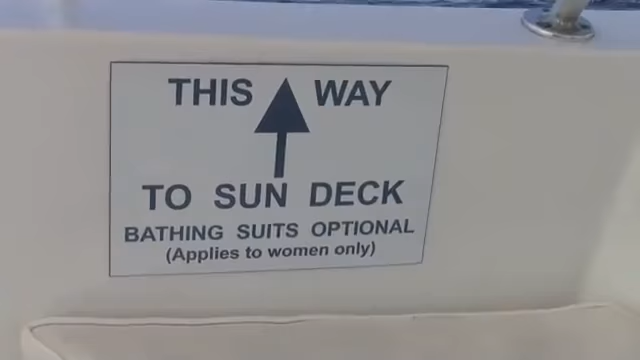 THIS WAY
TO SUN DECK
BATHING SUITS OPTIONAL
(Applies to women only)